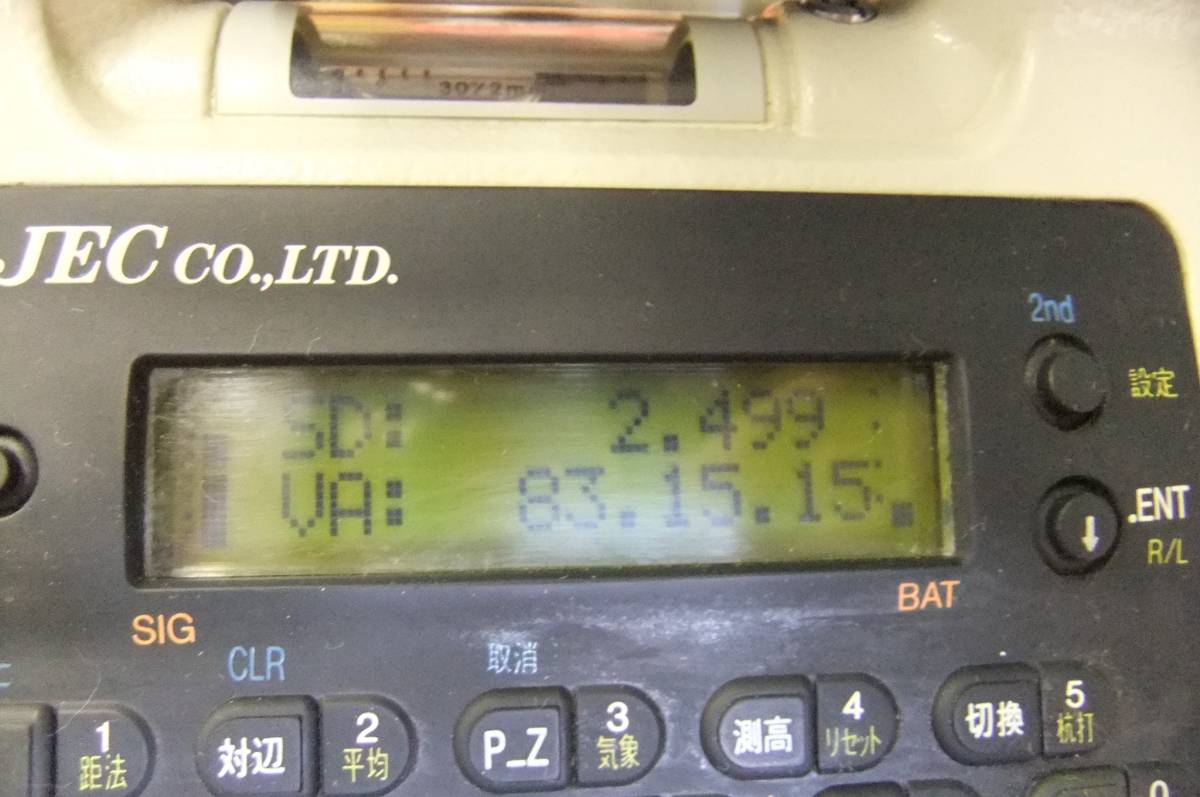 30″/2m
JEC CO.,LTD.
2nd
設定
SD: 2.499
VA: 83.15.15
.ENT
R/L
SIG
BAT
CLR
取消
1
距法
対辺
2
平均
P_Z
3
気象
測高
4
リセット
切換
5
杭打